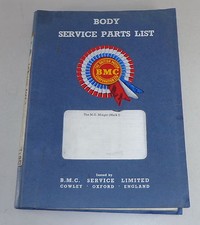 BODY
SERVICE PARTS LIST
BMC
Issued by
B.M.C. SERVICE LIMITED
COWLEY · OXFORD · ENGLAND